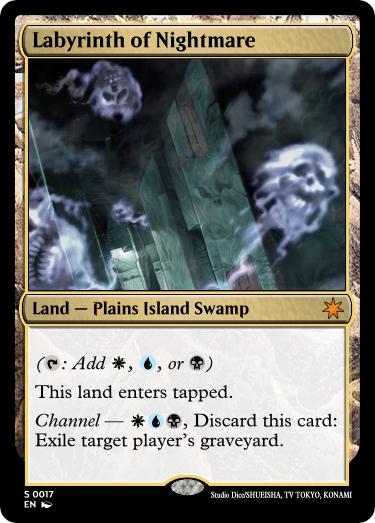 Labyrinth of Nightmare
Land — Plains Island Swamp
(: Add , , or )
This land enters tapped.
Channel — , Discard this card:
Exile target player's graveyard.
S 0017
EN
Studio Dice/SHUEISHA, TV TOKYO, KONAMI